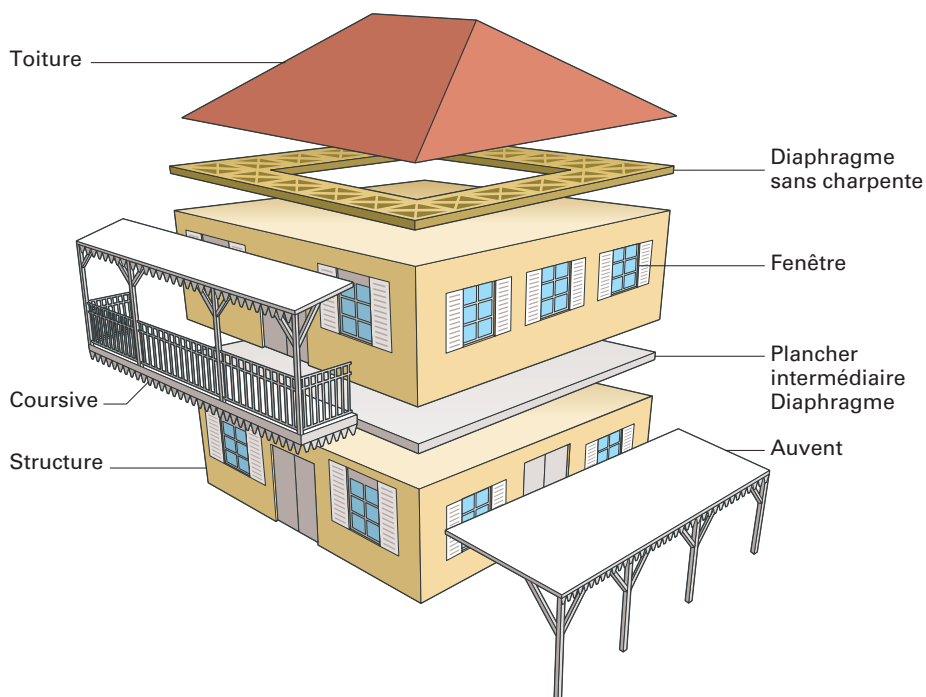 Toiture
Diaphragme
sans charpente
Fenêtre
Plancher
intermédiaire
Diaphragme
Coursive
Auvent
Structure